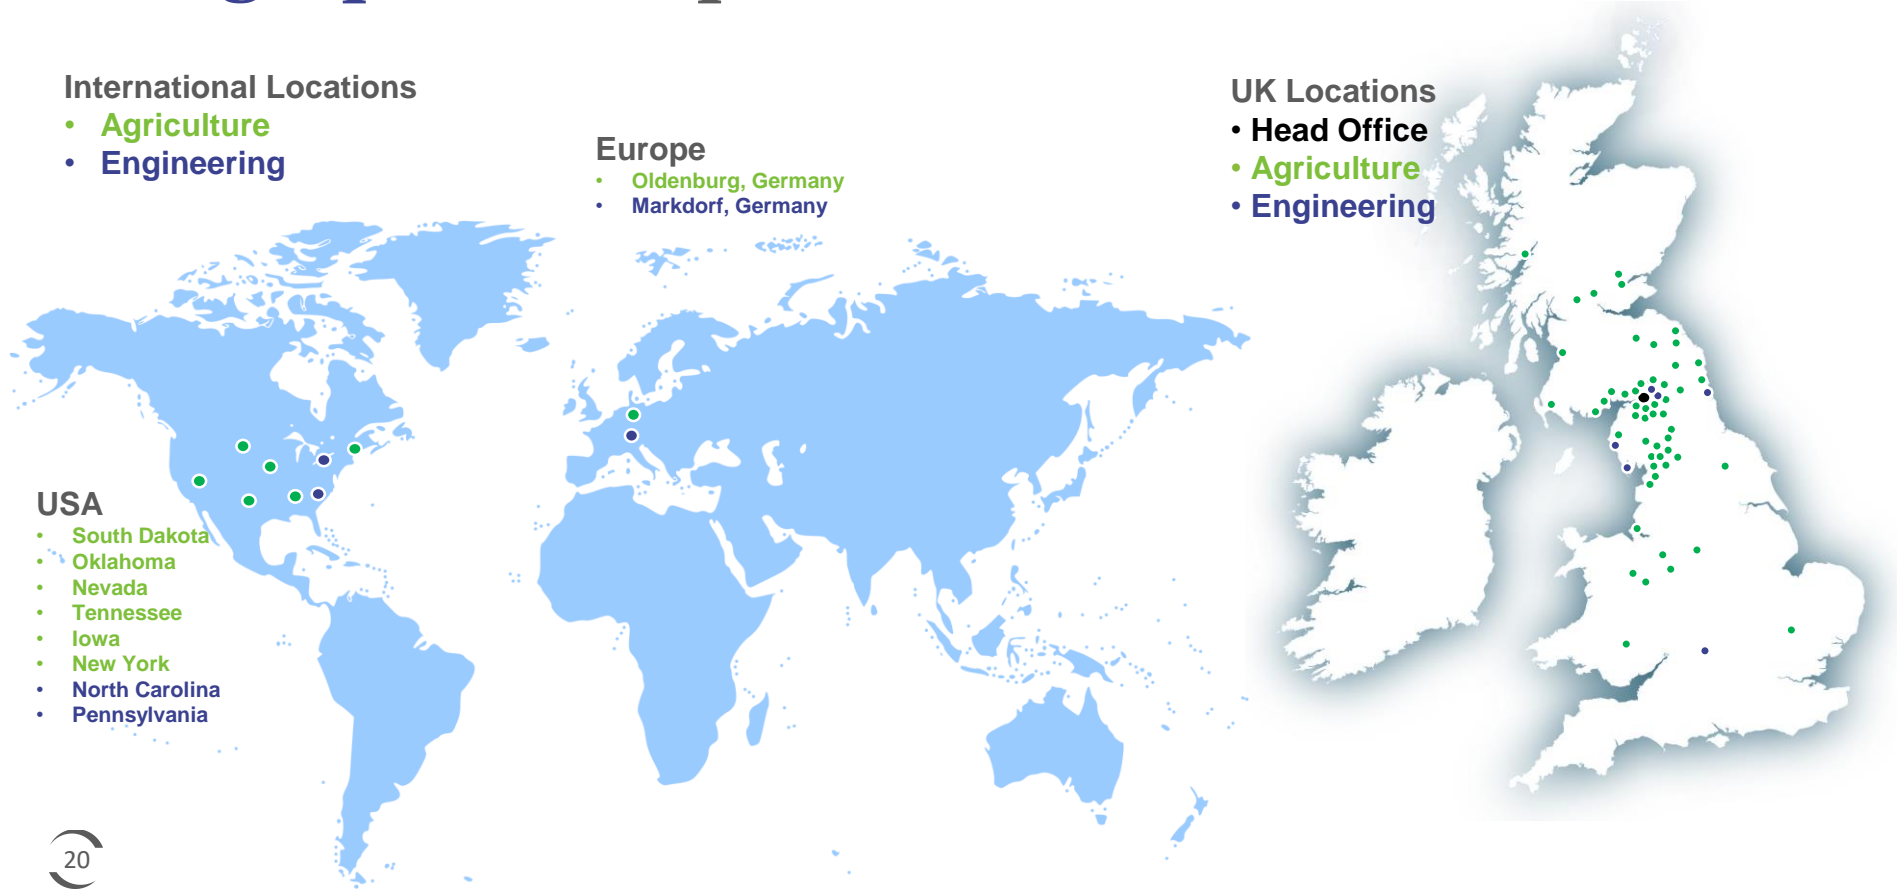 International Locations
• Agriculture
• Engineering
Europe
• Oldenburg, Germany
• Markdorf, Germany
UK Locations
• Head Office
• Agriculture
• Engineering
USA
• South Dakota
• Oklahoma
• Nevada
• Tennessee
• Iowa
• New York
• North Carolina
• Pennsylvania
20